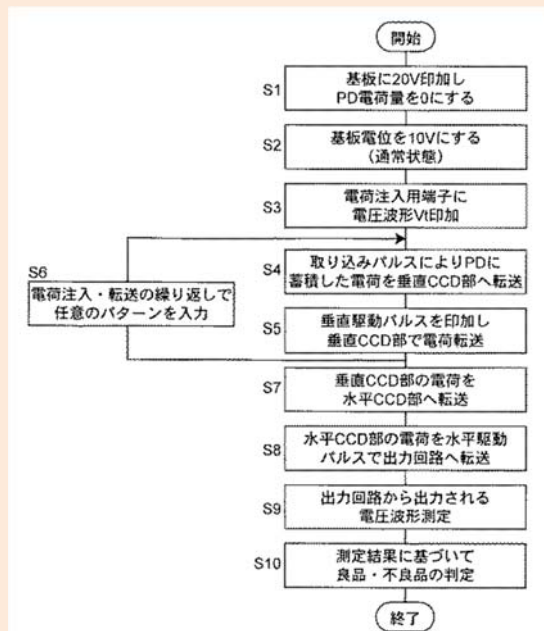 開始
S1
基板に20V印加し
PD電荷量を0にする
S2
基板電位を10Vにする
(通常状態)
S3
電荷注入用端子に
電圧波形Vt印加
S6
電荷注入・転送の繰り返しで
任意のパターンを入力
S4
取り込みパルスによりPDに
蓄積した電荷を垂直CCD部へ転送
S5
垂直駆動パルスを印加し
垂直CCD部で電荷転送
S7
垂直CCD部の電荷を
水平CCD部へ転送
S8
水平CCD部の電荷を水平駆動
パルスで出力回路へ転送
S9
出力回路から出力される
電圧波形測定
S10
測定結果に基づいて
良品・不良品の判定
終了